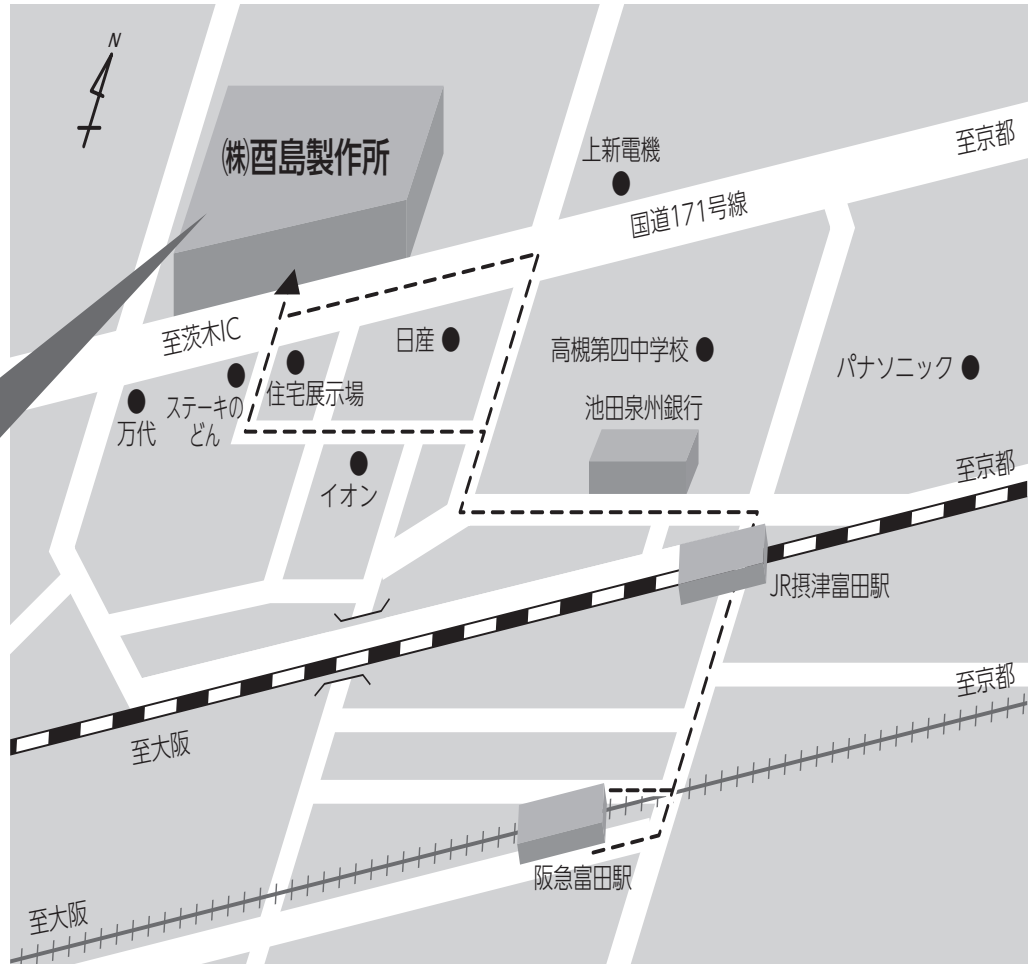 N
㈱酉島製作所
上新電機
至京都
国道171号線
至茨木IC
日産
高槻第四中学校
パナソニック
住宅展示場
ステーキの
どん
万代
池田泉州銀行
イオン
至京都
JR摂津富田駅
至京都
至大阪
阪急富田駅
至大阪